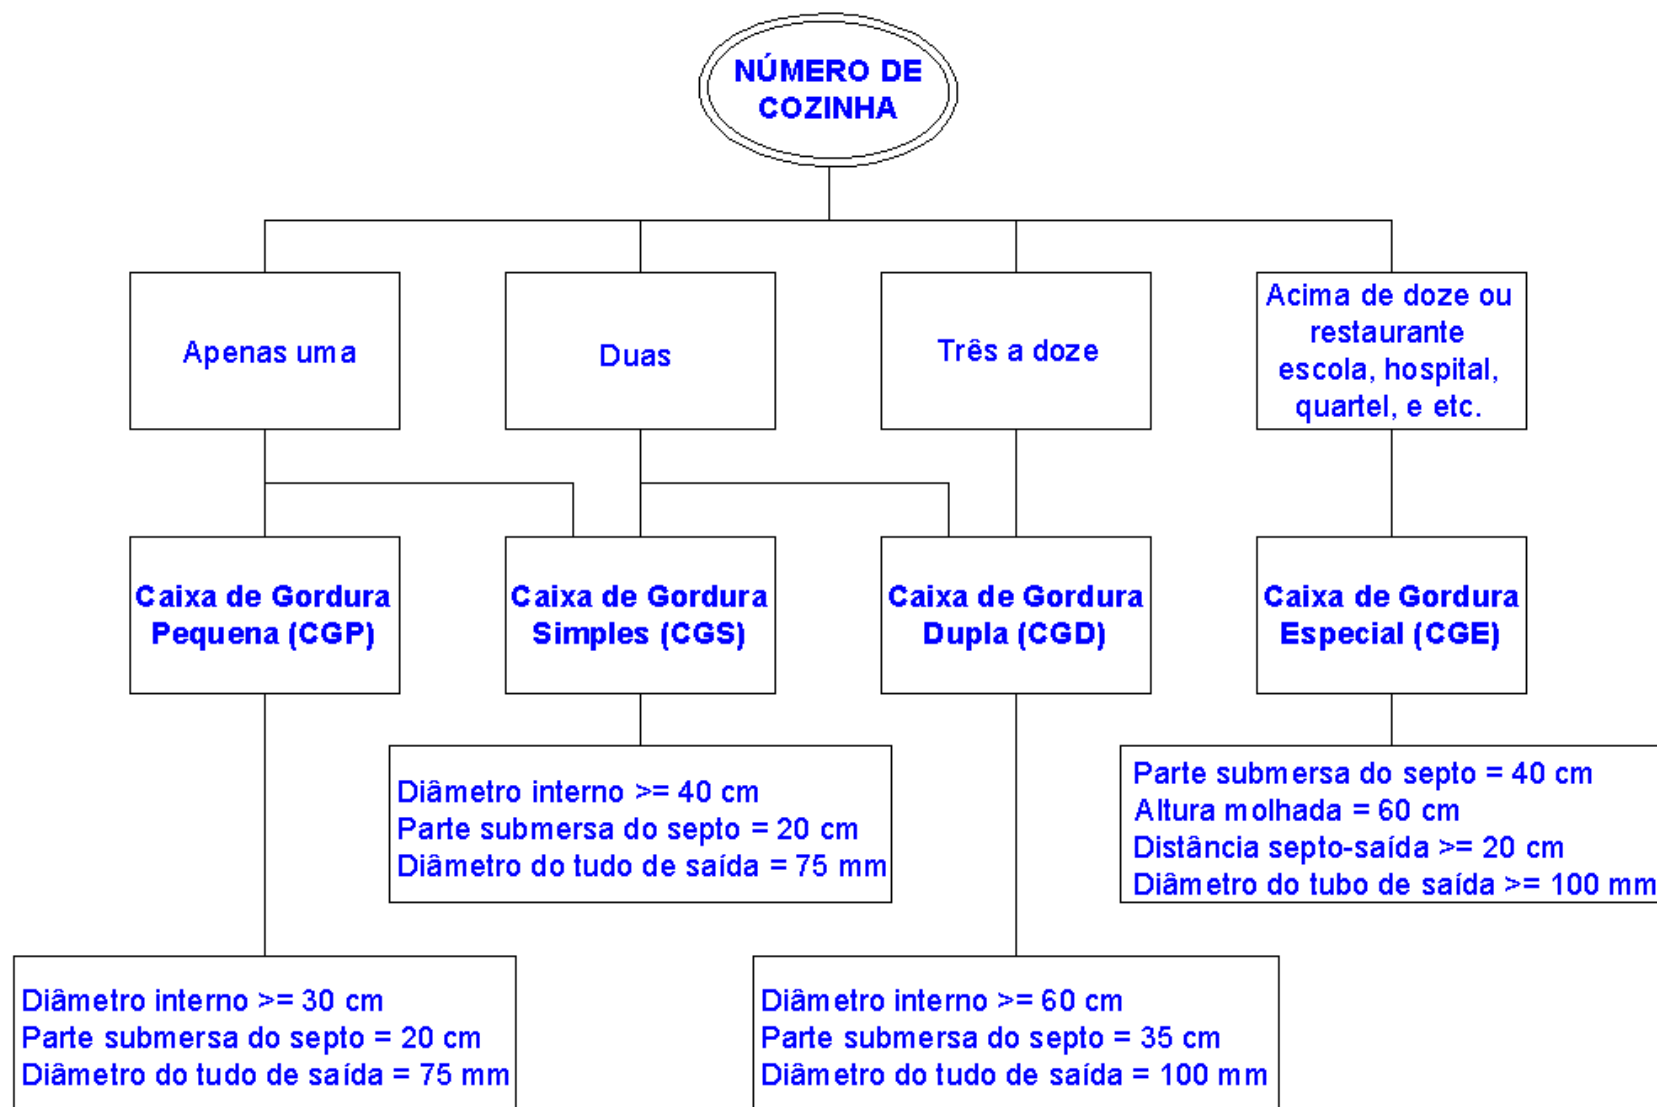 NÚMERO DE
COZINHA
Apenas uma
Duas
Três a doze
Acima de doze ou
restaurante
escola, hospital,
quartel, e etc.
Caixa de Gordura
Pequena (CGP)
Caixa de Gordura
Simples (CGS)
Caixa de Gordura
Dupla (CGD)
Caixa de Gordura
Especial (CGE)
Diâmetro interno >= 40 cm
Parte submersa do septo = 20 cm
Diâmetro do tudo de saída = 75 mm
Parte submersa do septo = 40 cm
Altura molhada = 60 cm
Distância septo-saída >= 20 cm
Diâmetro do tubo de saída >= 100 mm
Diâmetro interno >= 30 cm
Parte submersa do septo = 20 cm
Diâmetro do tudo de saída = 75 mm
Diâmetro interno >= 60 cm
Parte submersa do septo = 35 cm
Diâmetro do tudo de saída = 100 mm